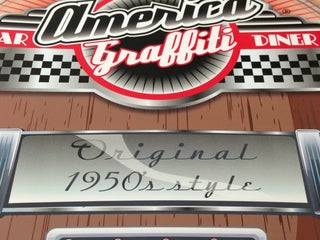 America
AR
Graffiti
DINER
®
Original
1950's style